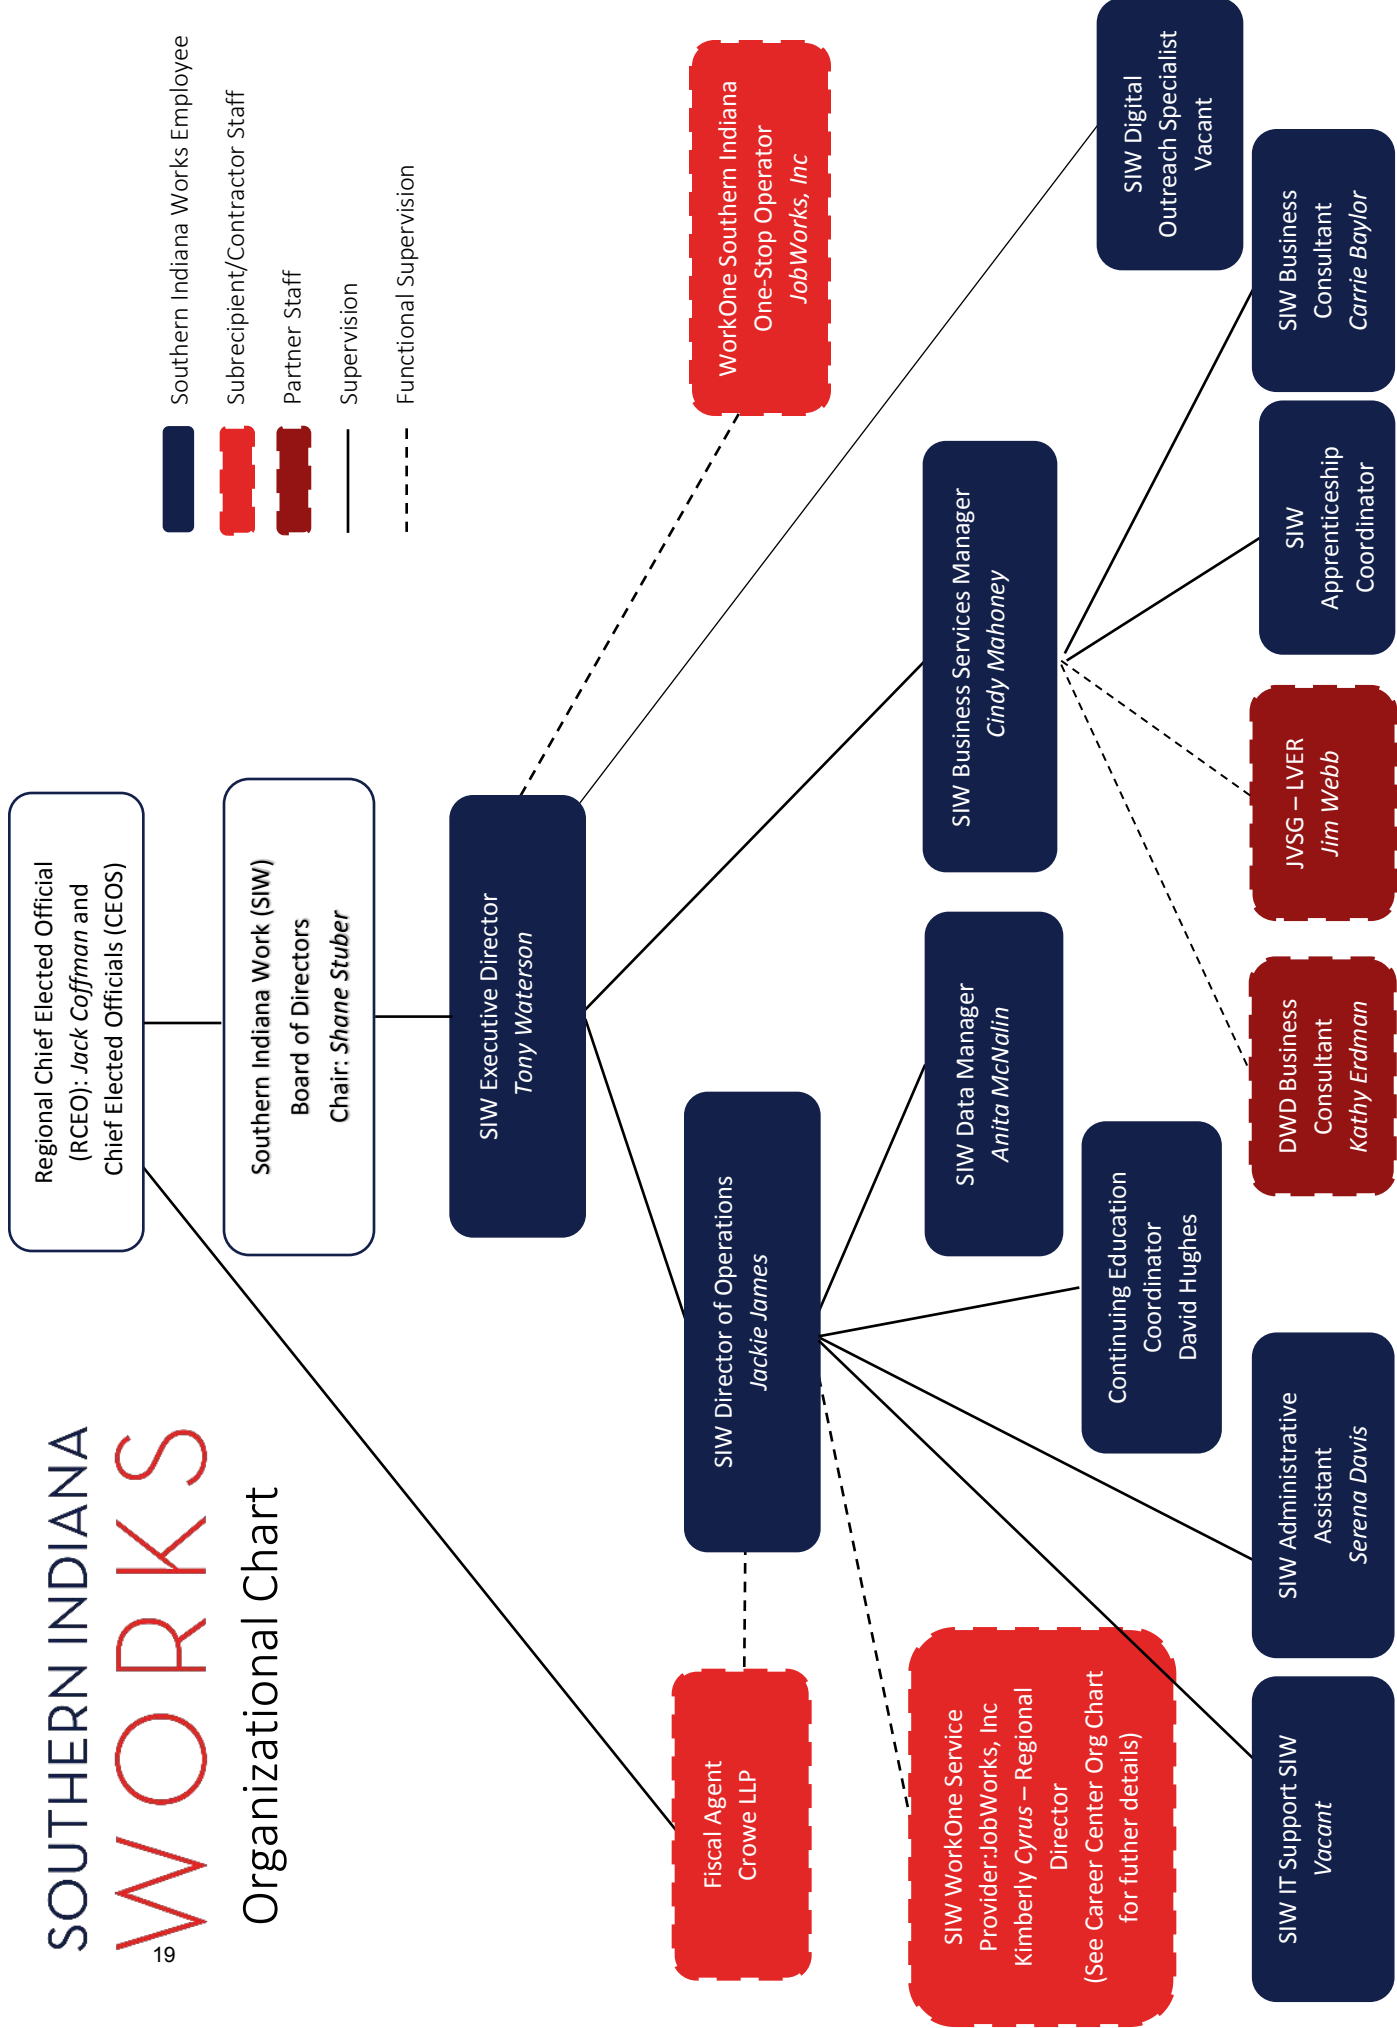 SOUTHERN INDIANA
WORKS
Organizational Chart
19
Regional Chief Elected Official
(RCEO): Jack Coffman and
Chief Elected Officials (CEOS)
Southern Indiana Work (SIW)
Board of Directors
Chair: Shane Stuber
SIW Executive Director
Tony Waterson
Southern Indiana Works Employee
Subrecipient/Contractor Staff
Partner Staff
Supervision
Functional Supervision
Fiscal Agent
Crowe LLP
SIW Director of Operations
Jackie James
WorkOne Southern Indiana
One-Stop Operator
JobWorks, Inc
SIW WorkOne Service
Provider:JobWorks, Inc
Kimberly Cyrus – Regional
Director
(See Career Center Org Chart
for futher details)
SIW Data Manager
Anita McNalin
SIW Business Services Manager
Cindy Mahoney
Continuing Education
Coordinator
David Hughes
SIW Digital
Outreach Specialist
Vacant
SIW IT Support SIW
Vacant
SIW Administrative
Assistant
Serena Davis
DWD Business
Consultant
Kathy Erdman
JVSG – LVER
Jim Webb
SIW
Apprenticeship
Coordinator
SIW Business
Consultant
Carrie Baylor